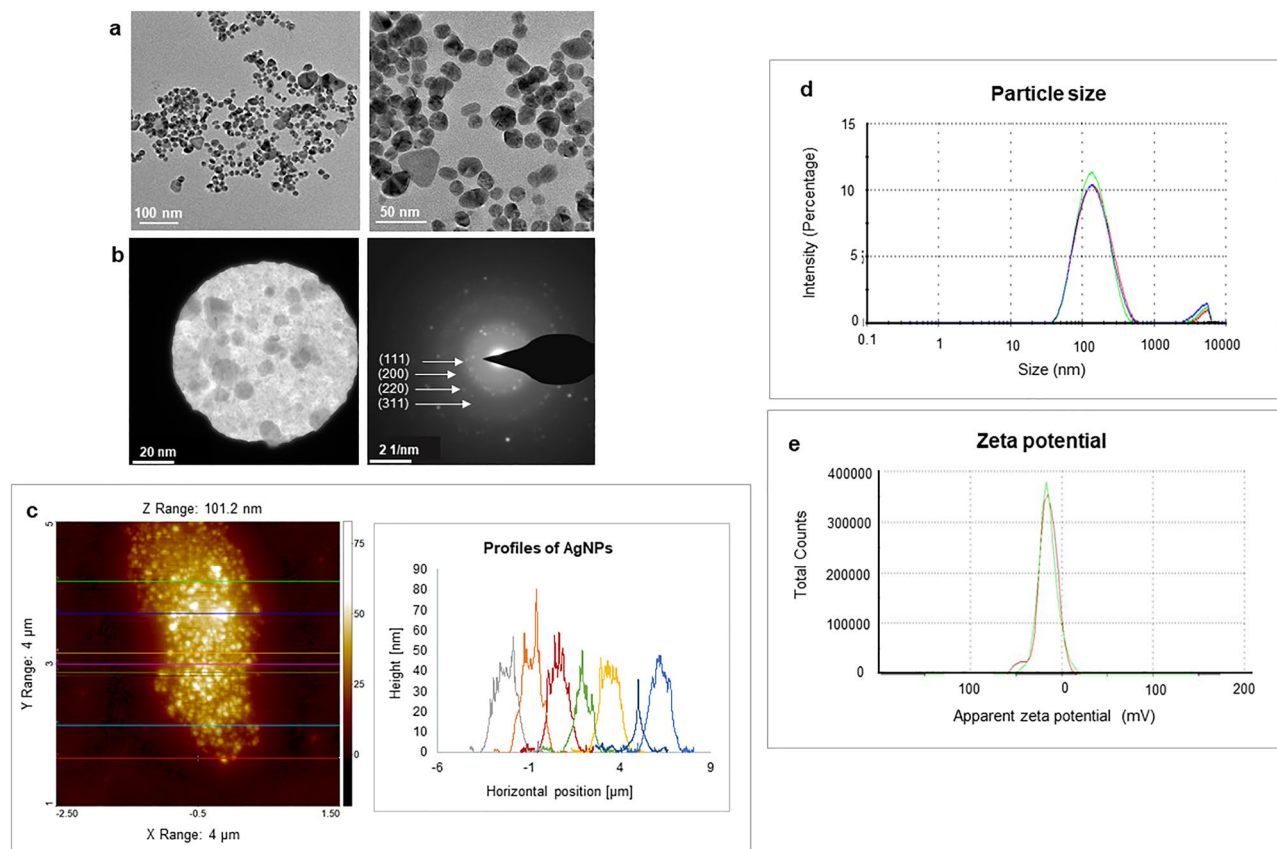 a
100 nm
50 nm
b
(111)
(200)
(220)
(311)
20 nm
2 1/nm
c
Z Range: 101.2 nm
Y Range: 4 µm
5
3
1
75
50
25
0
-2.50
-0.5
1.50
X Range: 4 µm
Profiles of AgNPs
Height [nm]
90
80
70
60
50
40
30
20
10
0
-6
-1
4
9
Horizontal position [µm]
d
Particle size
Intensity (Percentage)
15
10
5
0
0.1
1
10
100
1000
10000
Size (nm)
e
Zeta potential
Total Counts
400000
300000
200000
100000
0
100
0
100
200
Apparent zeta potential (mV)